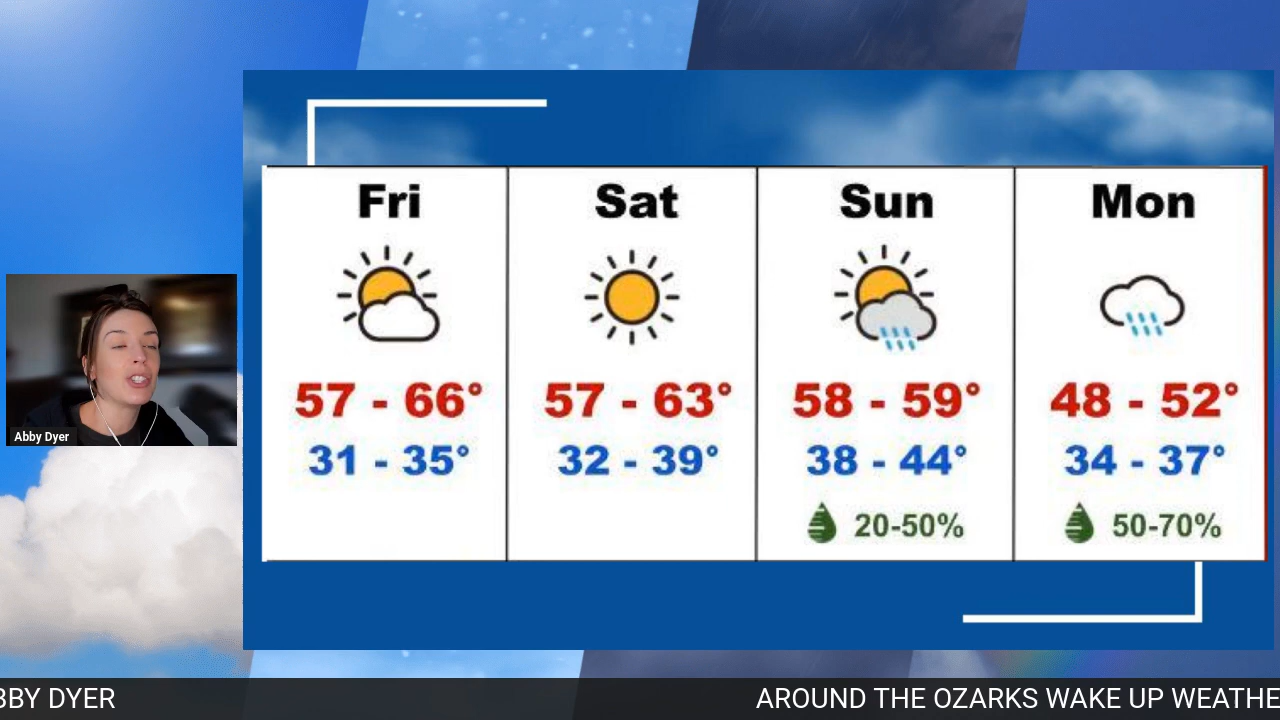 Fri Sat Sun Mon
57 - 66° 57 - 63° 58 - 59° 48 - 52°
31 - 35° 32 - 39° 38 - 44° 34 - 37°
20-50% 50-70%
Abby Dyer
BBY DYER AROUND THE OZARKS WAKE UP WEATHE